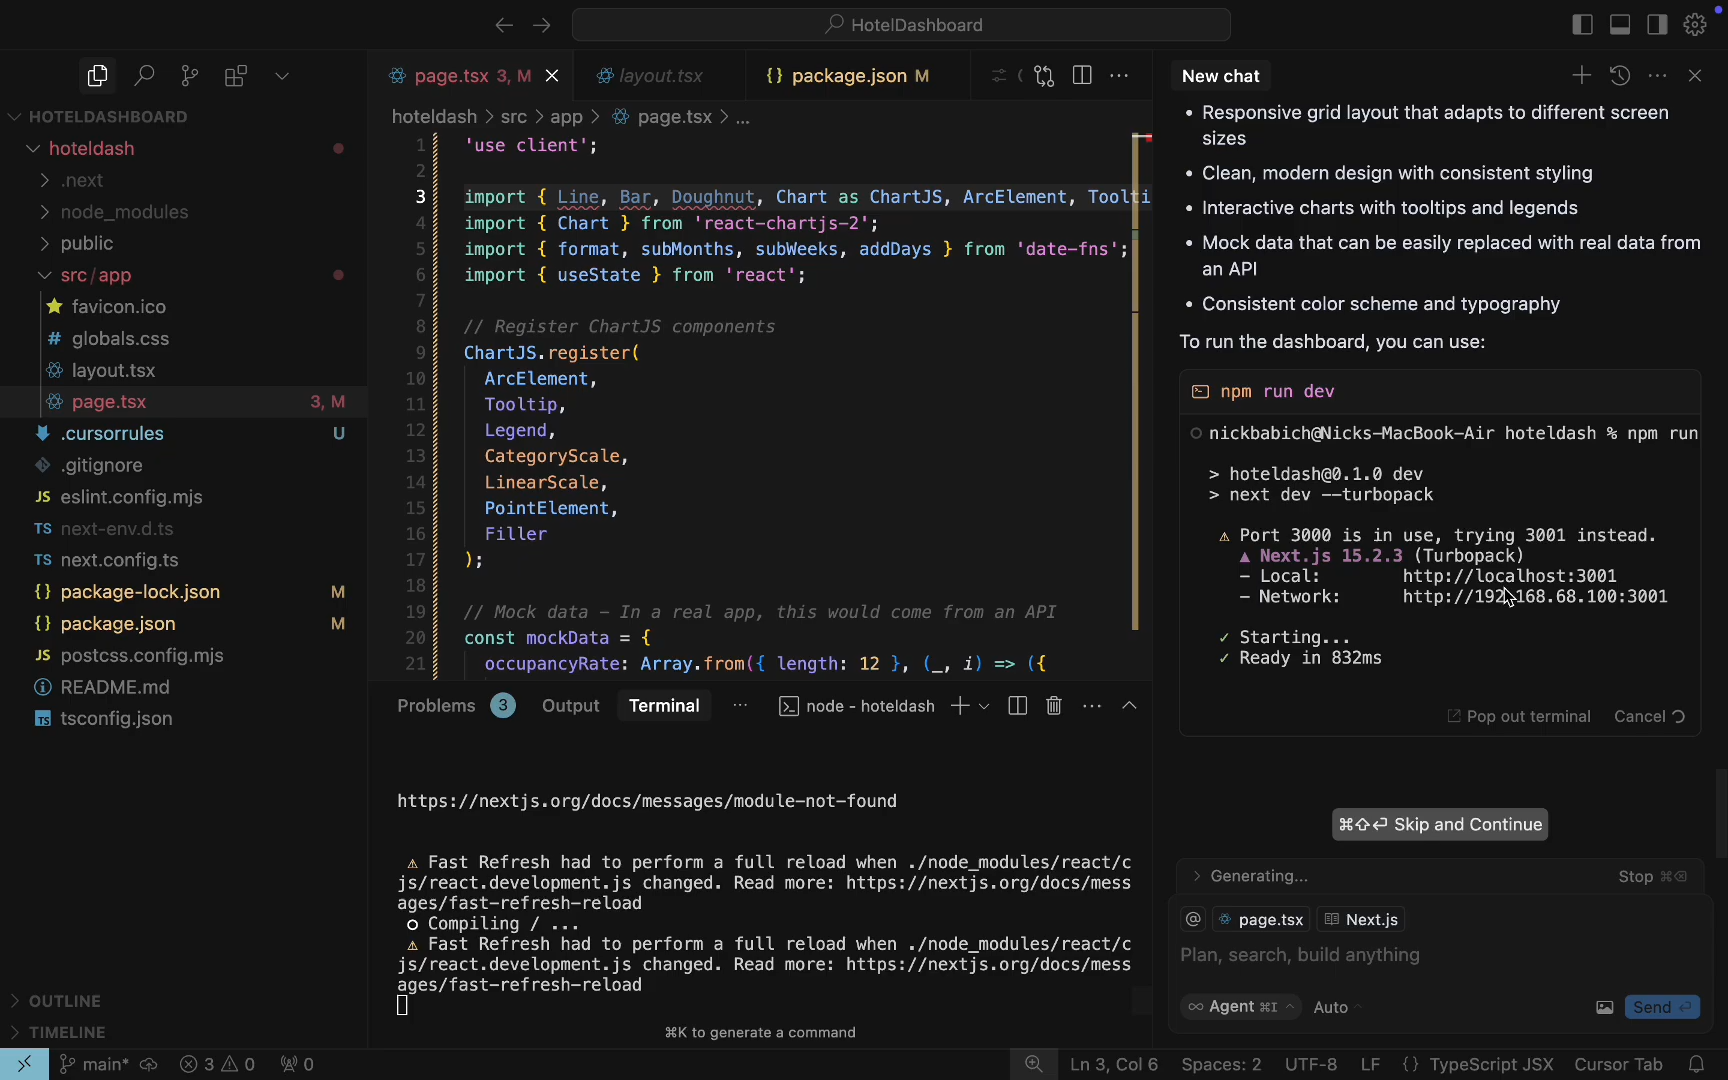 HotelDashboard
HOTELDASHBOARD
hoteldash
.next
node_modules
public
src/app
favicon.ico
# globals.css
layout.tsx
page.tsx 3, M
.cursorrules U
.gitignore
JS eslint.config.mjs
TS next-env.d.ts
TS next.config.ts
{} package-lock.json M
{} package.json M
JS postcss.config.mjs
README.md
TS tsconfig.json
OUTLINE
TIMELINE
page.tsx 3, M
layout.tsx
{} package.json M
hoteldash > src > app > page.tsx > ...
1 'use client';
2
3 import { Line, Bar, Doughnut, Chart as ChartJS, ArcElement, Toolti
4 import { Chart } from 'react-chartjs-2';
5 import { format, subMonths, subWeeks, addDays } from 'date-fns';
6 import { useState } from 'react';
7
8 // Register ChartJS components
9 ChartJS.register(
10 ArcElement,
11 Tooltip,
12 Legend,
13 CategoryScale,
14 LinearScale,
15 PointElement,
16 Filler
17 );
18
19 // Mock data - In a real app, this would come from an API
20 const mockData = {
21 occupancyRate: Array.from({ length: 12 }, (_, i) => ({
Problems 3 Output Terminal ... node - hoteldash
https://nextjs.org/docs/messages/module-not-found
⚠ Fast Refresh had to perform a full reload when ./node_modules/react/c
js/react.development.js changed. Read more: https://nextjs.org/docs/mess
ages/fast-refresh-reload
○ Compiling / ...
⚠ Fast Refresh had to perform a full reload when ./node_modules/react/c
js/react.development.js changed. Read more: https://nextjs.org/docs/mess
ages/fast-refresh-reload
⌘K to generate a command
New chat
• Responsive grid layout that adapts to different screen
sizes
• Clean, modern design with consistent styling
• Interactive charts with tooltips and legends
• Mock data that can be easily replaced with real data from
an API
• Consistent color scheme and typography
To run the dashboard, you can use:
npm run dev
nickbabich@Nicks-MacBook-Air hoteldash % npm run
> hoteldash@0.1.0 dev
> next dev --turbopack
⚠ Port 3000 is in use, trying 3001 instead.
▲ Next.js 15.2.3 (Turbopack)
- Local: http://localhost:3001
- Network: http://192.168.68.100:3001
✓ Starting...
✓ Ready in 832ms
Pop out terminal Cancel
⌘⇧⏎ Skip and Continue
> Generating... Stop ⌘⌫
@ page.tsx Next.js
Plan, search, build anything
∞ Agent ⌘I Auto Send ⏎
main* 3 0 0 Ln 3, Col 6 Spaces: 2 UTF-8 LF {} TypeScript JSX Cursor Tab